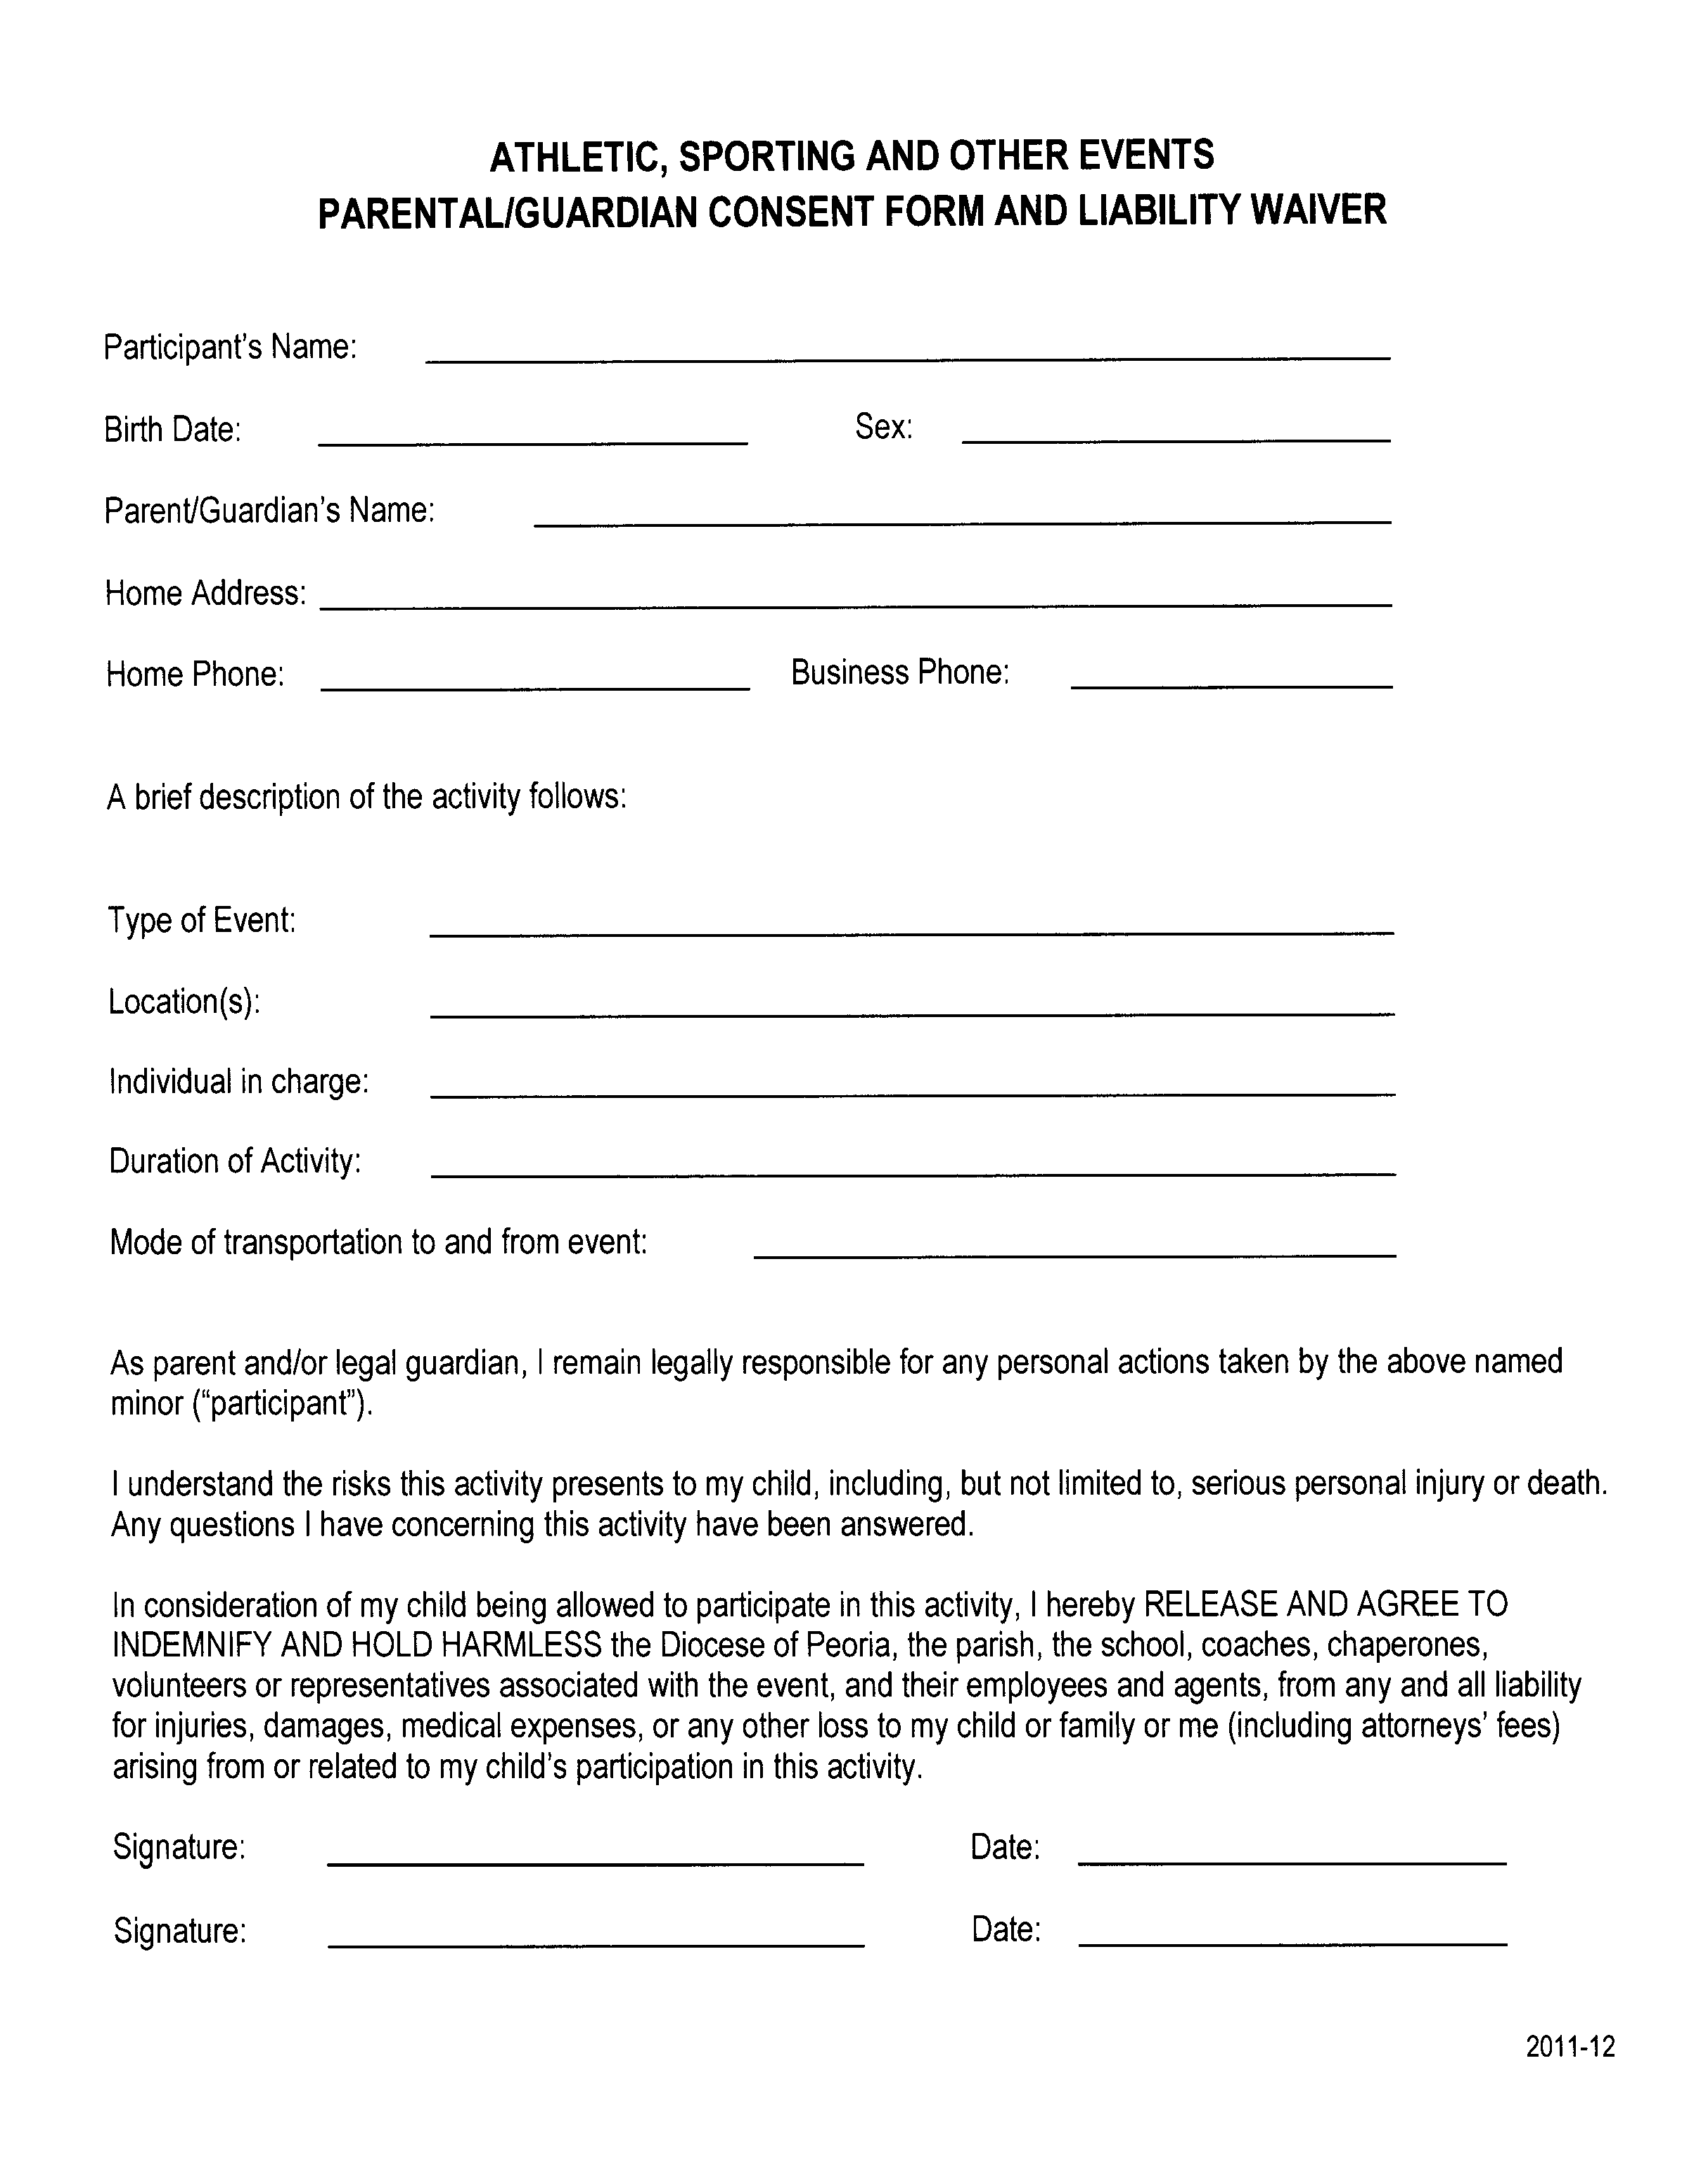 ATHLETIC, SPORTING AND OTHER EVENTS
PARENTAL/GUARDIAN CONSENT FORM AND LIABILITY WAIVER
Participant's Name:
Birth Date: Sex:
Parent/Guardian's Name:
Home Address:
Home Phone: Business Phone:
A brief description of the activity follows:
Type of Event:
Location(s):
Individual in charge:
Duration of Activity:
Mode of transportation to and from event:
As parent and/or legal guardian, I remain legally responsible for any personal actions taken by the above named
minor (“participant”).
I understand the risks this activity presents to my child, including, but not limited to, serious personal injury or death.
Any questions I have concerning this activity have been answered.
In consideration of my child being allowed to participate in this activity, I hereby RELEASE AND AGREE TO
INDEMNIFY AND HOLD HARMLESS the Diocese of Peoria, the parish, the school, coaches, chaperones,
volunteers or representatives associated with the event, and their employees and agents, from any and all liability
for injuries, damages, medical expenses, or any other loss to my child or family or me (including attorneys' fees)
arising from or related to my child's participation in this activity.
Signature: Date:
Signature: Date:
2011-12